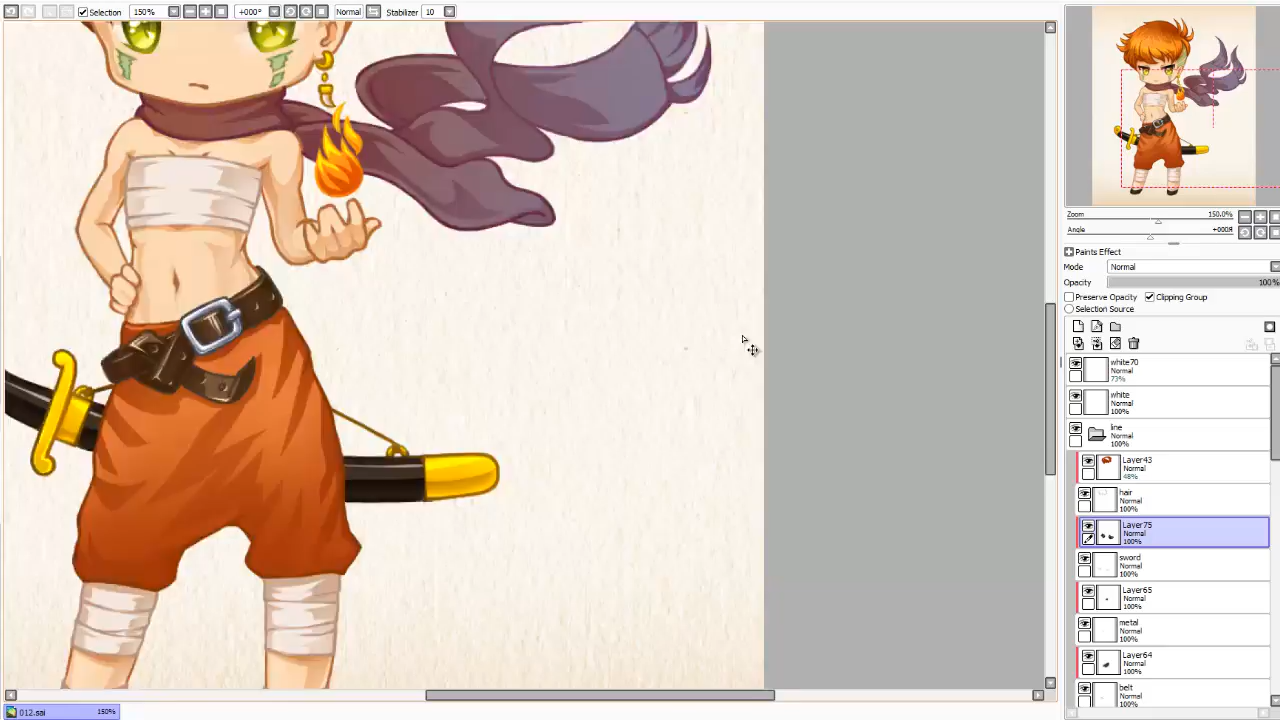 Selection 150% +000° Normal Stabilizer 10
Zoom 150.0%
Angle +000Я
Paints Effect
Mode Normal
Opacity 100%
Preserve Opacity Clipping Group
Selection Source
white70
Normal
73%
white
Normal
100%
line
Normal
100%
Layer43
Normal
48%
hair
Normal
100%
Layer75
Normal
100%
sword
Normal
100%
Layer65
Normal
100%
metal
Normal
100%
Layer64
Normal
100%
belt
Normal
100%
012.sai 150%